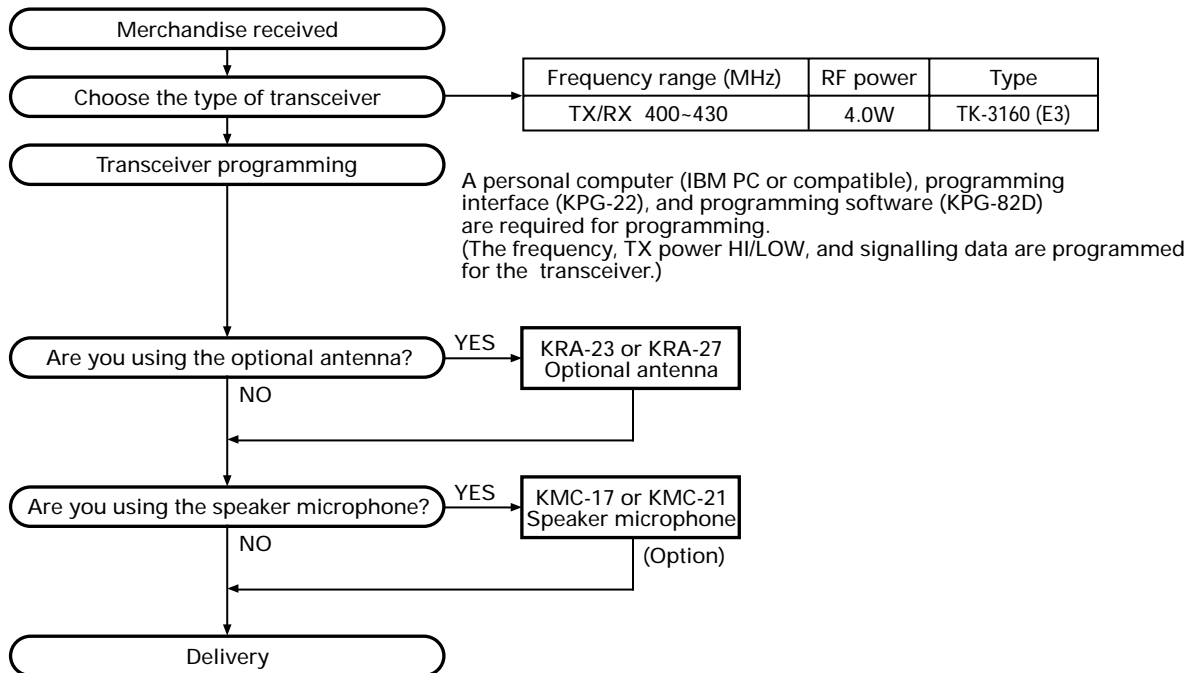 Merchandise received
Choose the type of transceiver
Frequency range (MHz) RF power Type
TX/RX 400~430 4.0W TK-3160 (E3)
Transceiver programming
A personal computer (IBM PC or compatible), programming
interface (KPG-22), and programming software (KPG-82D)
are required for programming.
(The frequency, TX power HI/LOW, and signalling data are programmed
for the transceiver.)
Are you using the optional antenna?
YES
KRA-23 or KRA-27
Optional antenna
NO
Are you using the speaker microphone?
YES
KMC-17 or KMC-21
Speaker microphone
(Option)
NO
Delivery